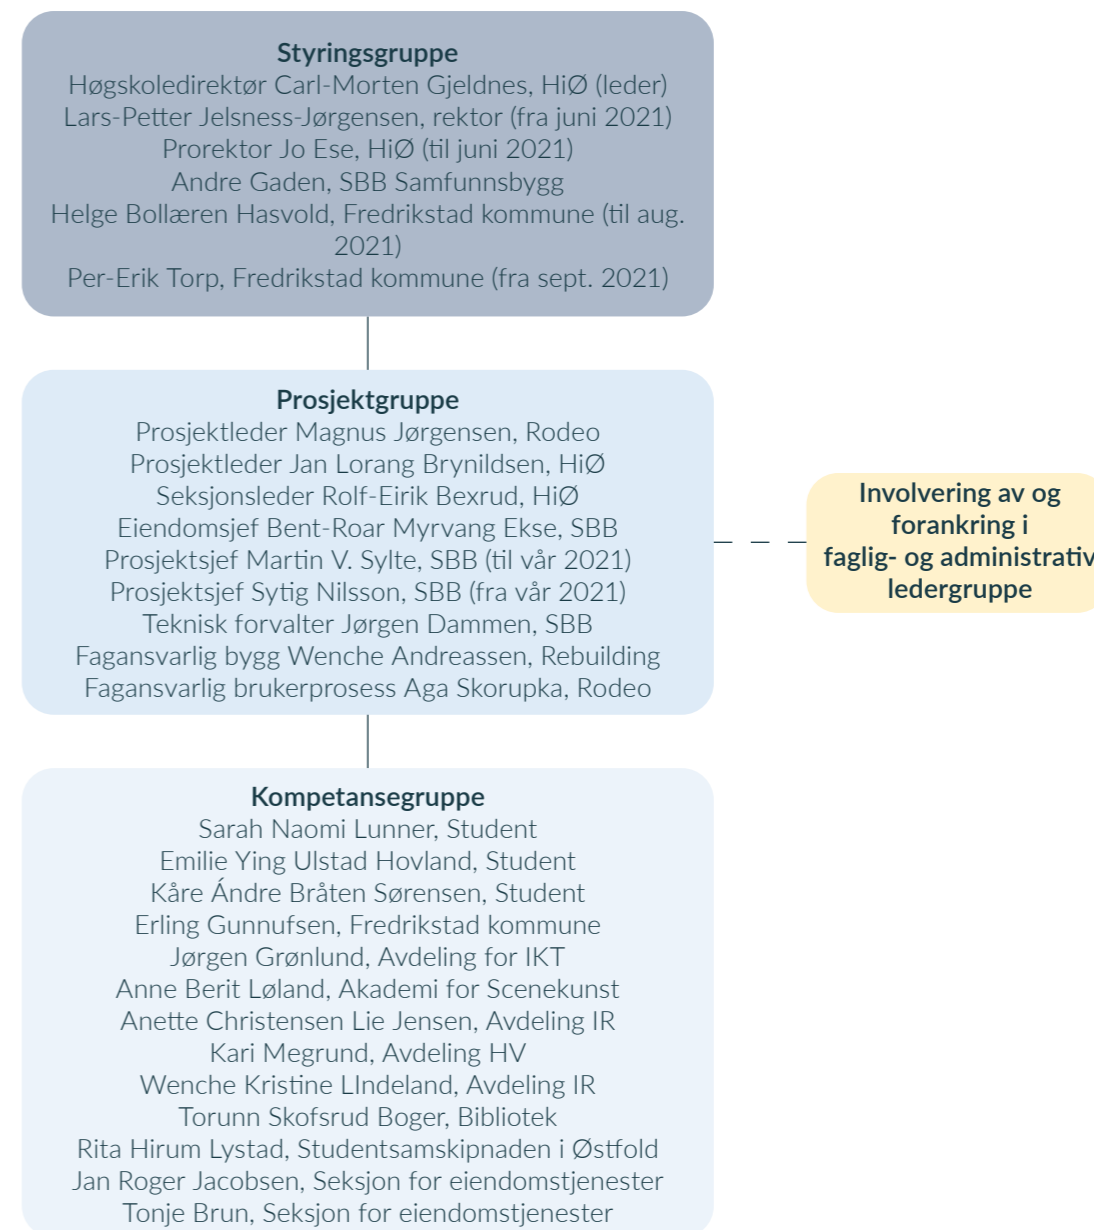 Styringsgruppe
Høgskoledirektør Carl-Morten Gjeldnes, HiØ (leder)
Lars-Petter Jelsness-Jørgensen, rektor (fra juni 2021)
Prorektor Jo Ese, HiØ (til juni 2021)
Andre Gaden, SBB Samfunnsbygg
Helge Bollæren Hasvold, Fredrikstad kommune (til aug.
2021)
Per-Erik Torp, Fredrikstad kommune (fra sept. 2021)
Prosjektgruppe
Prosjektleder Magnus Jørgensen, Rodeo
Prosjektleder Jan Lorang Brynildsen, HiØ
Seksjonsleder Rolf-Eirik Bexrud, HiØ
Eiendomsjef Bent-Roar Myrvang Ekse, SBB
Prosjektsjef Martin V. Sylte, SBB (til vår 2021)
Prosjektsjef Sytig Nilsson, SBB (fra vår 2021)
Teknisk forvalter Jørgen Dammen, SBB
Fagansvarlig bygg Wenche Andreassen, Rebuilding
Fagansvarlig brukerprosess Aga Skorupka, Rodeo
Involvering av og
forankring i
faglig- og administrativ
ledergruppe
Kompetansegruppe
Sarah Naomi Lunner, Student
Emilie Ying Ulstad Hovland, Student
Kåre Ándre Bråten Sørensen, Student
Erling Gunnufsen, Fredrikstad kommune
Jørgen Grønlund, Avdeling for IKT
Anne Berit Løland, Akademi for Scenekunst
Anette Christensen Lie Jensen, Avdeling IR
Kari Megrund, Avdeling HV
Wenche Kristine LIndeland, Avdeling IR
Torunn Skofsrud Boger, Bibliotek
Rita Hirum Lystad, Studentsamskipnaden i Østfold
Jan Roger Jacobsen, Seksjon for eiendomstjenester
Tonje Brun, Seksjon for eiendomstjenester